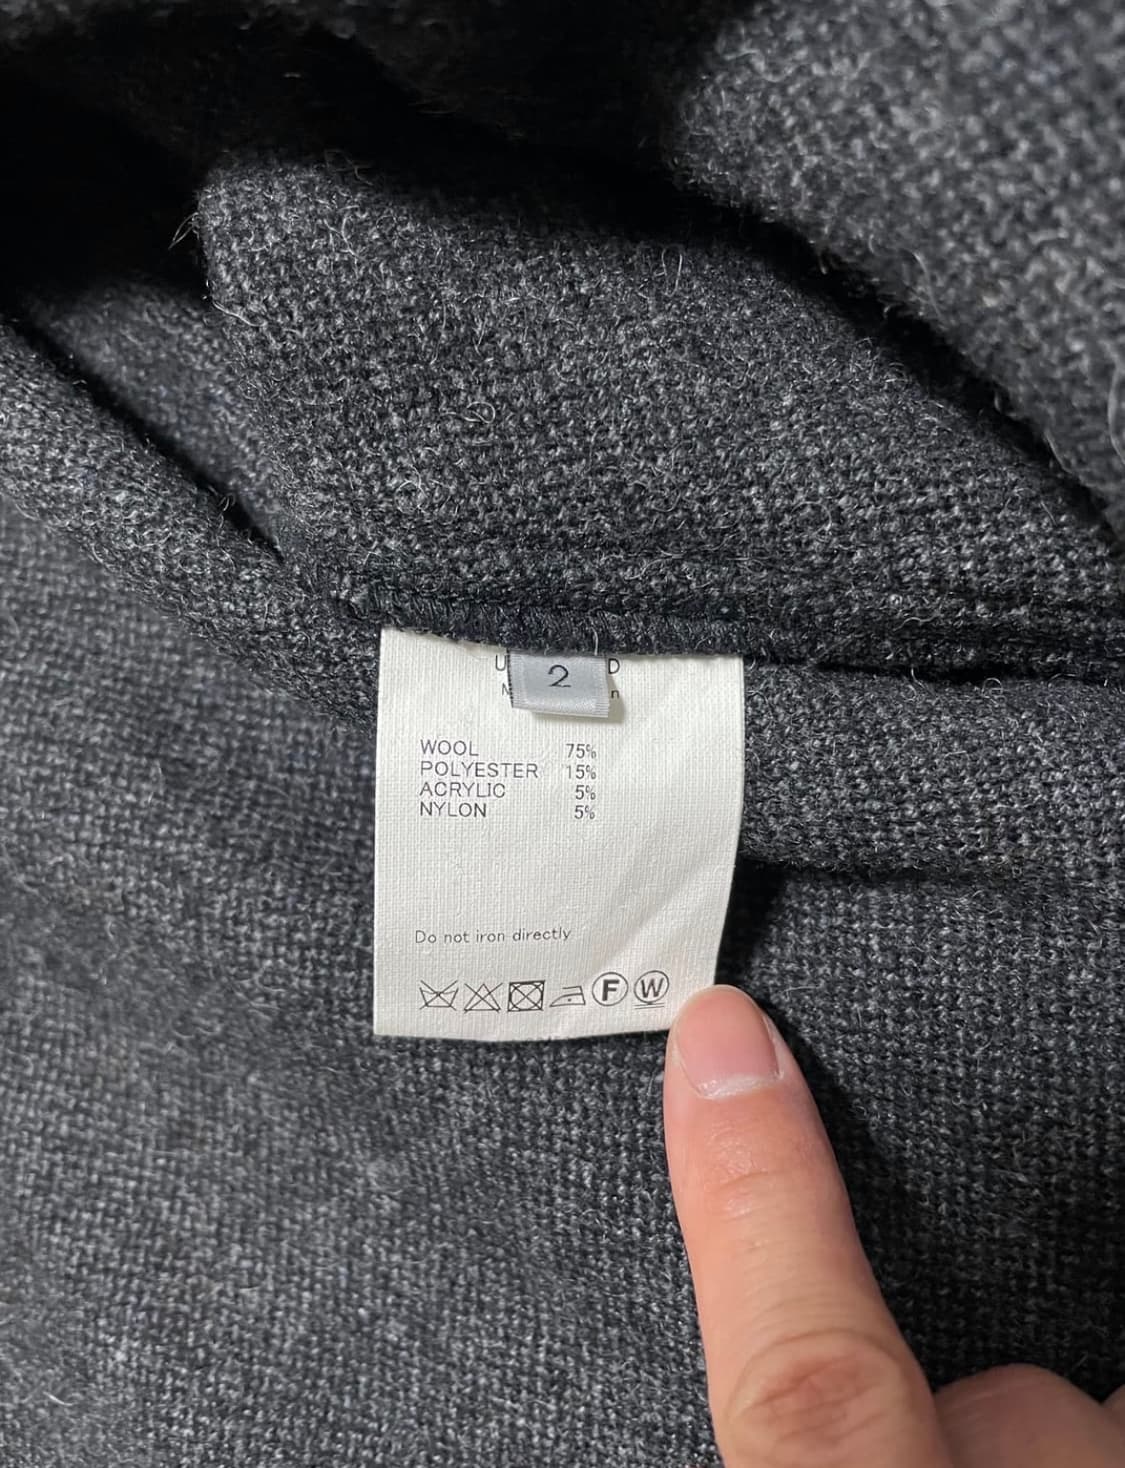 2
WOOL 75%
POLYESTER 15%
ACRYLIC 5%
NYLON 5%
Do not iron directly
F W